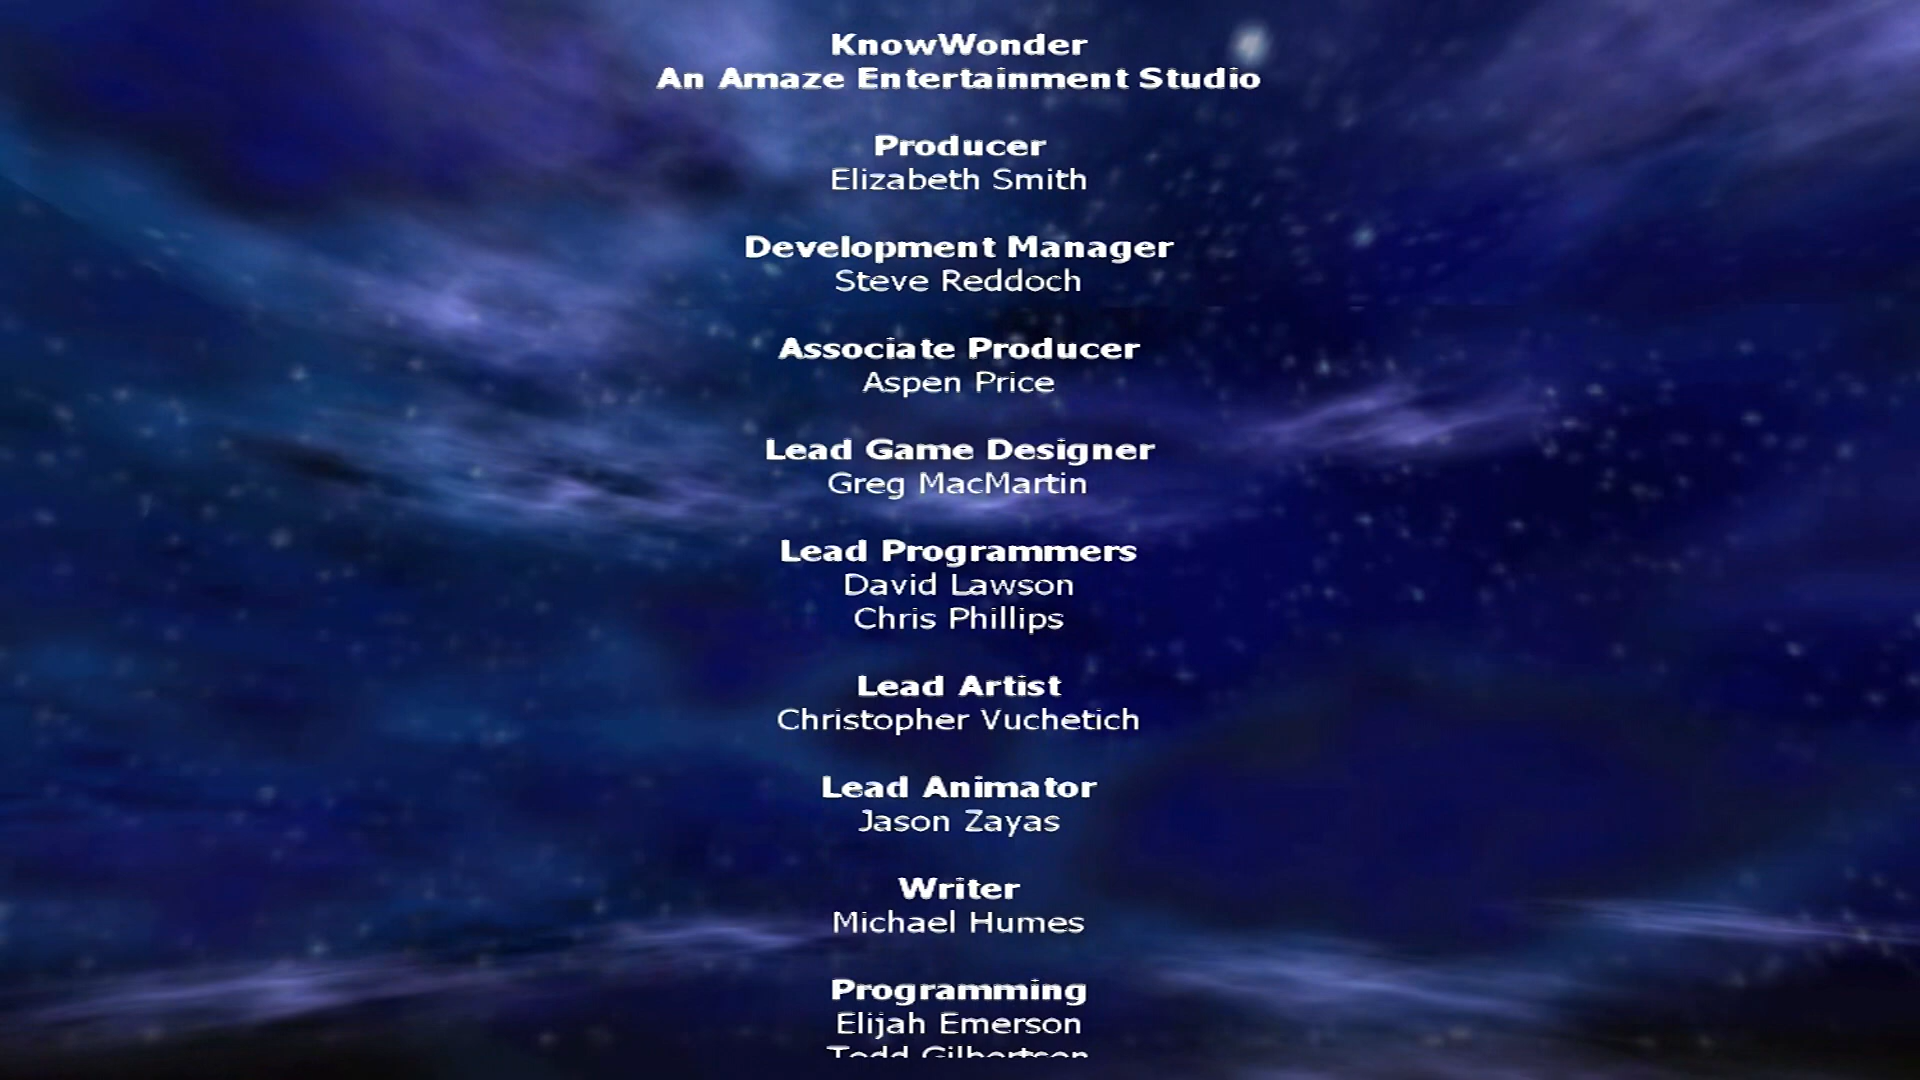 KnowWonder
An Amaze Entertainment Studio
Producer
Elizabeth Smith
Development Manager
Steve Reddoch
Associate Producer
Aspen Price
Lead Game Designer
Greg MacMartin
Lead Programmers
David Lawson
Chris Phillips
Lead Artist
Christopher Vuchetich
Lead Animator
Jason Zayas
Writer
Michael Humes
Programming
Elijah Emerson
Todd Gilbertson